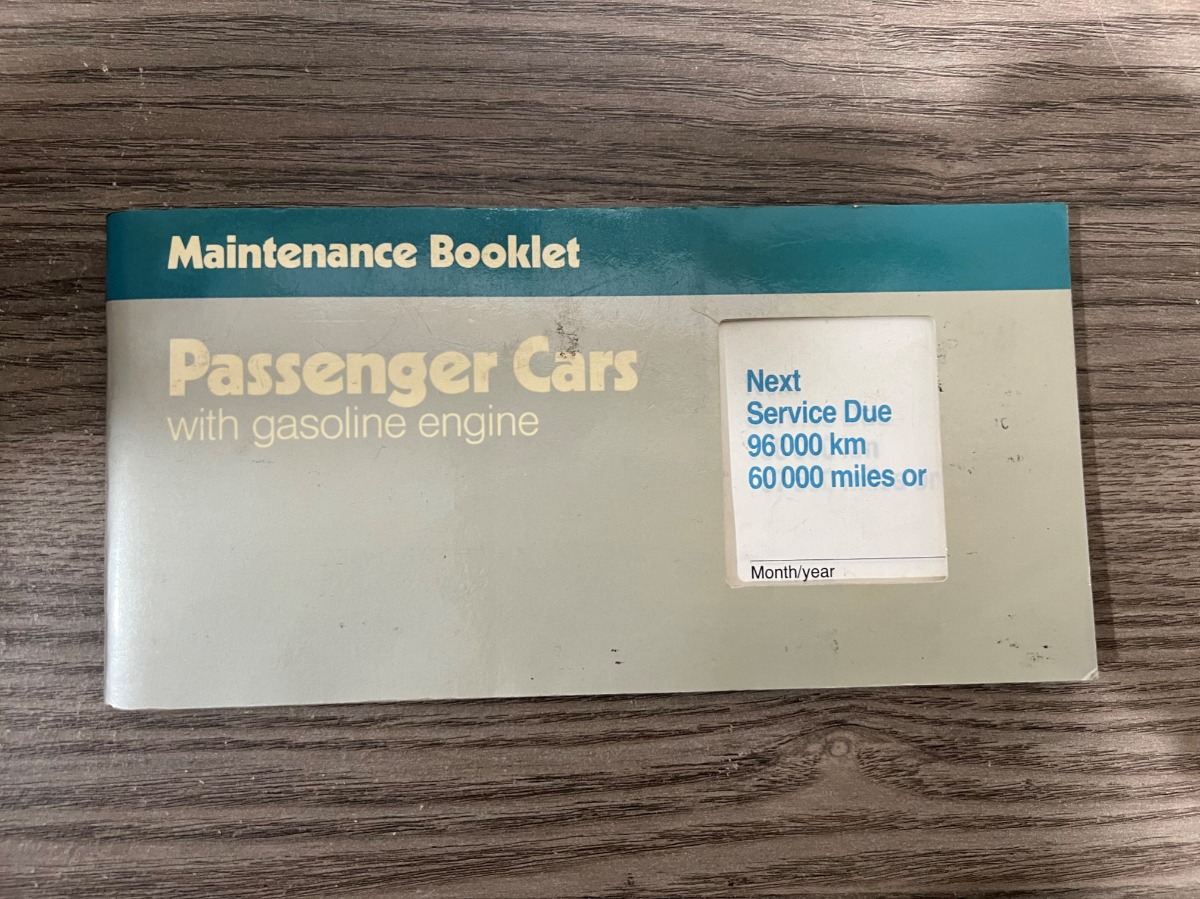 Maintenance Booklet
Passenger Cars
with gasoline engine
Next
Service Due
96 000 km
60 000 miles or
Month/year